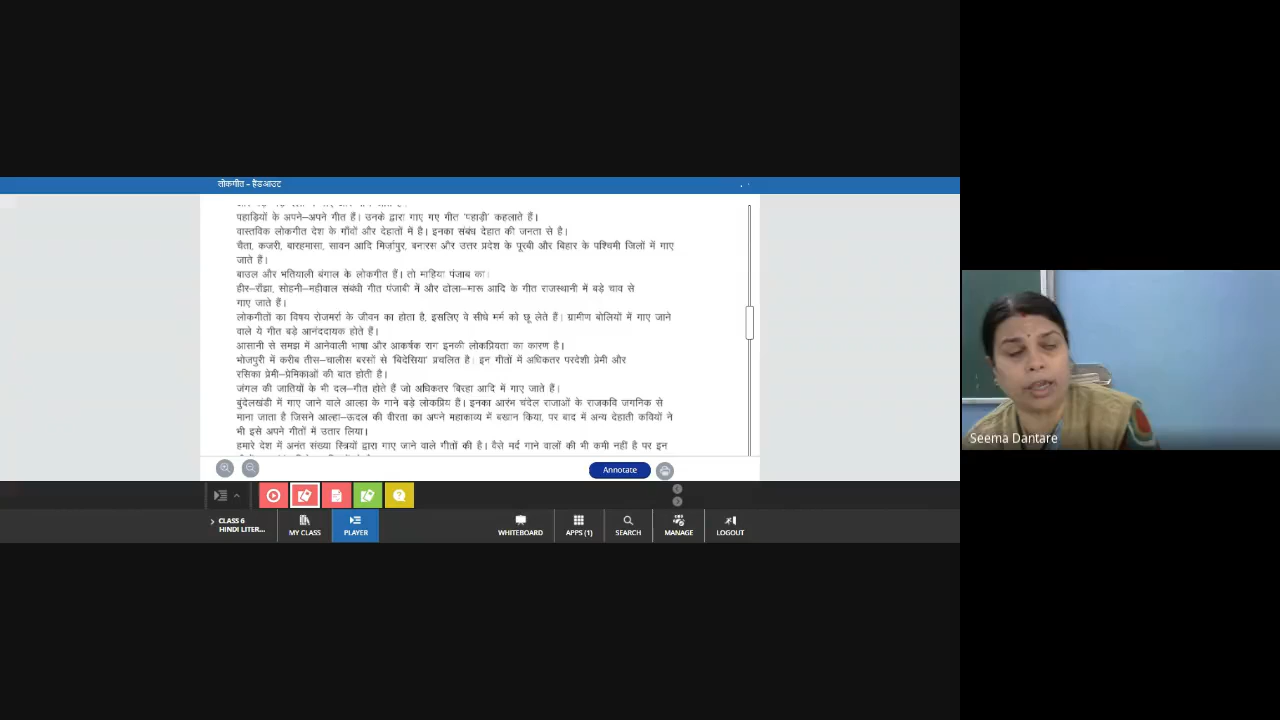 लोकगीत – हैंडआउट
पहाड़ियों के अपने–अपने गीत हैं। उनके द्वारा गाए गए गीत 'पहाड़ी' कहलाते हैं।
वास्तविक लोकगीत देश के गाँवों और देहातों में है। इनका संबंध देहात की जनता से है।
चैता, कजरी, बारहमासा, सावन आदि मिर्जापुर, बनारस और उत्तर प्रदेश के पूरबी और बिहार के पश्चिमी जिलों में गाए
जाते हैं।
बाउल और भतियाली बंगाल के लोकगीत हैं। तो माहिया पंजाब का।
हीर–राँझा, सोहनी–महीवाल संबंधी गीत पंजाबी में और ढोला–मारू आदि के गीत राजस्थानी में बड़े चाव से
गाए जाते हैं।
लोकगीतों का विषय रोजमर्रा के जीवन का होता है, इसलिए वे सीधे मर्म को छू लेते हैं। ग्रामीण बोलियों में गाए जाने
वाले ये गीत बड़े आनंददायक होते हैं।
आसानी से समझ में आनेवाली भाषा और आकर्षक राग इनकी लोकप्रियता का कारण है।
भोजपुरी में करीब तीस–चालीस बरसों से 'बिदेसिया' प्रचलित है। इन गीतों में अधिकतर परदेशी प्रेमी और
रसिका प्रेमी–प्रेमिकाओं की बात होती है।
जंगल की जातियों के भी दल–गीत होते हैं जो अधिकतर बिरहा आदि में गाए जाते हैं।
बुंदेलखंडी में गाए जाने वाले आल्हा के गाने बड़े लोकप्रिय है। इनका आरंभ चंदेल राजाओं के राजकवि जगनिक से
माना जाता है जिसने आल्हा–ऊदल की वीरता का अपने महाकाव्य में बखान किया, पर बाद में अन्य देहाती कवियों ने
भी इसे अपने गीतों में उतार लिया।
हमारे देश में अनंत संख्या स्त्रियों द्वारा गाए जाने वाले गीतों की है। वैसे मर्द गाने वालों की भी कमी नहीं है पर इन
Annotate
CLASS 6
HINDI LITER...
MY CLASS
PLAYER
WHITEBOARD
APPS (1)
SEARCH
MANAGE
LOGOUT
Seema Dantare